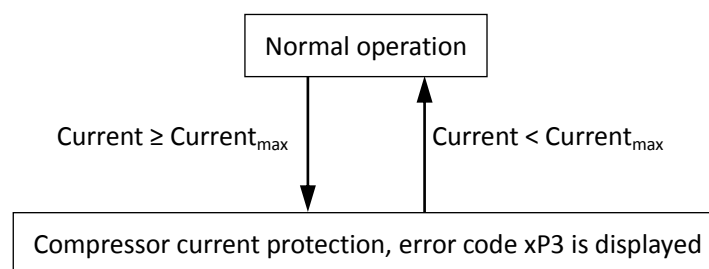 Normal operation
Current ≥ Currentmax
Current < Currentmax
Compressor current protection, error code xP3 is displayed